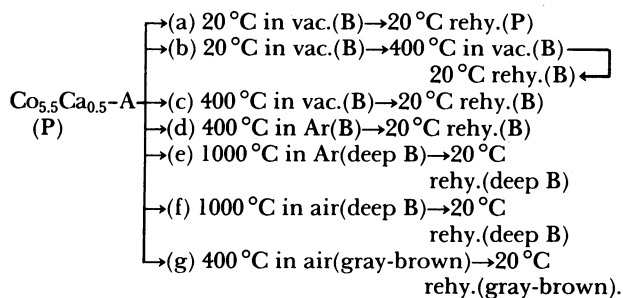 →(a) 20 °C in vac.(B)→20 °C rehy.(P)
→(b) 20 °C in vac.(B)→400 °C in vac.(B)
20 °C rehy.(B)←
Co₅.₅Ca₀.₅–A→(c) 400 °C in vac.(B)→20 °C rehy.(B)
(P) →(d) 400 °C in Ar(B)→20 °C rehy.(B)
→(e) 1000 °C in Ar(deep B)→20 °C
rehy.(deep B)
→(f) 1000 °C in air(deep B)→20 °C
rehy.(deep B)
→(g) 400 °C in air(gray-brown)→20 °C
rehy.(gray-brown).